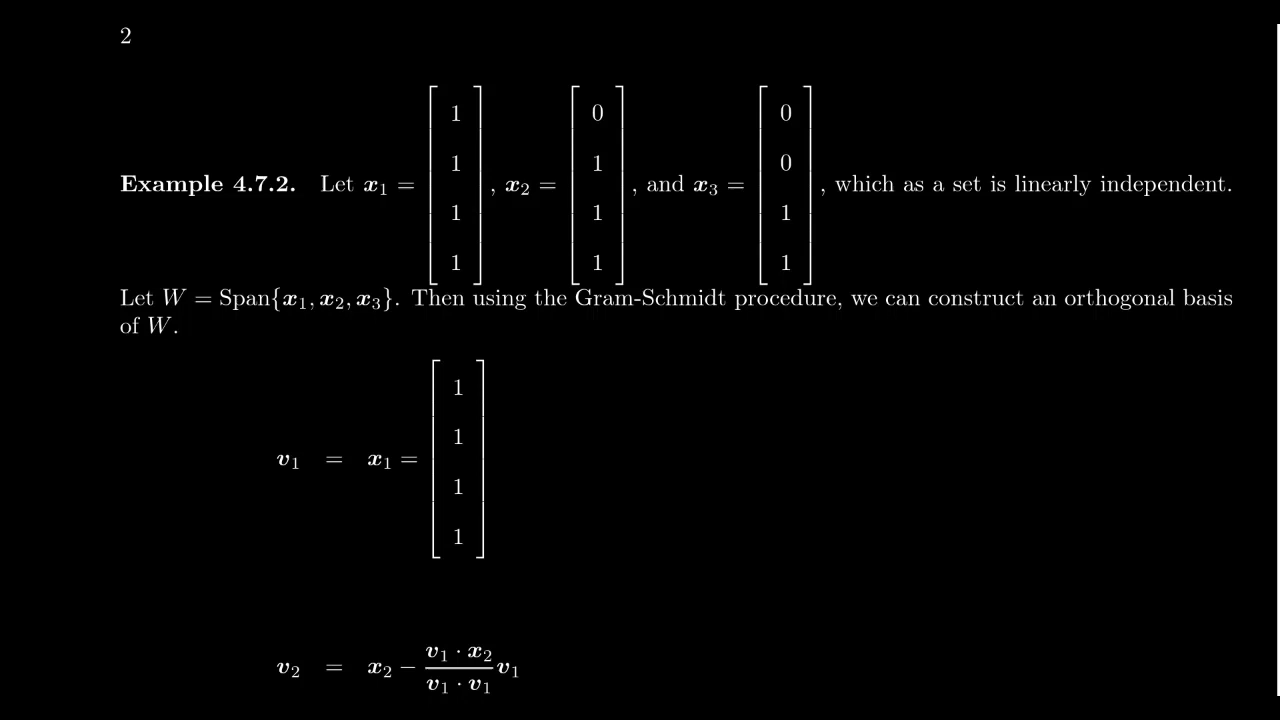 2
Example 4.7.2. Let x₁ = [1 1 1 1], x₂ = [0 1 1 1], and x₃ = [0 0 1 1], which as a set is linearly independent.
Let W = Span{x₁, x₂, x₃}. Then using the Gram-Schmidt procedure, we can construct an orthogonal basis
of W.
v₁ = x₁ = [1 1 1 1]
v₂ = x₂ − (v₁ · x₂)/(v₁ · v₁) v₁